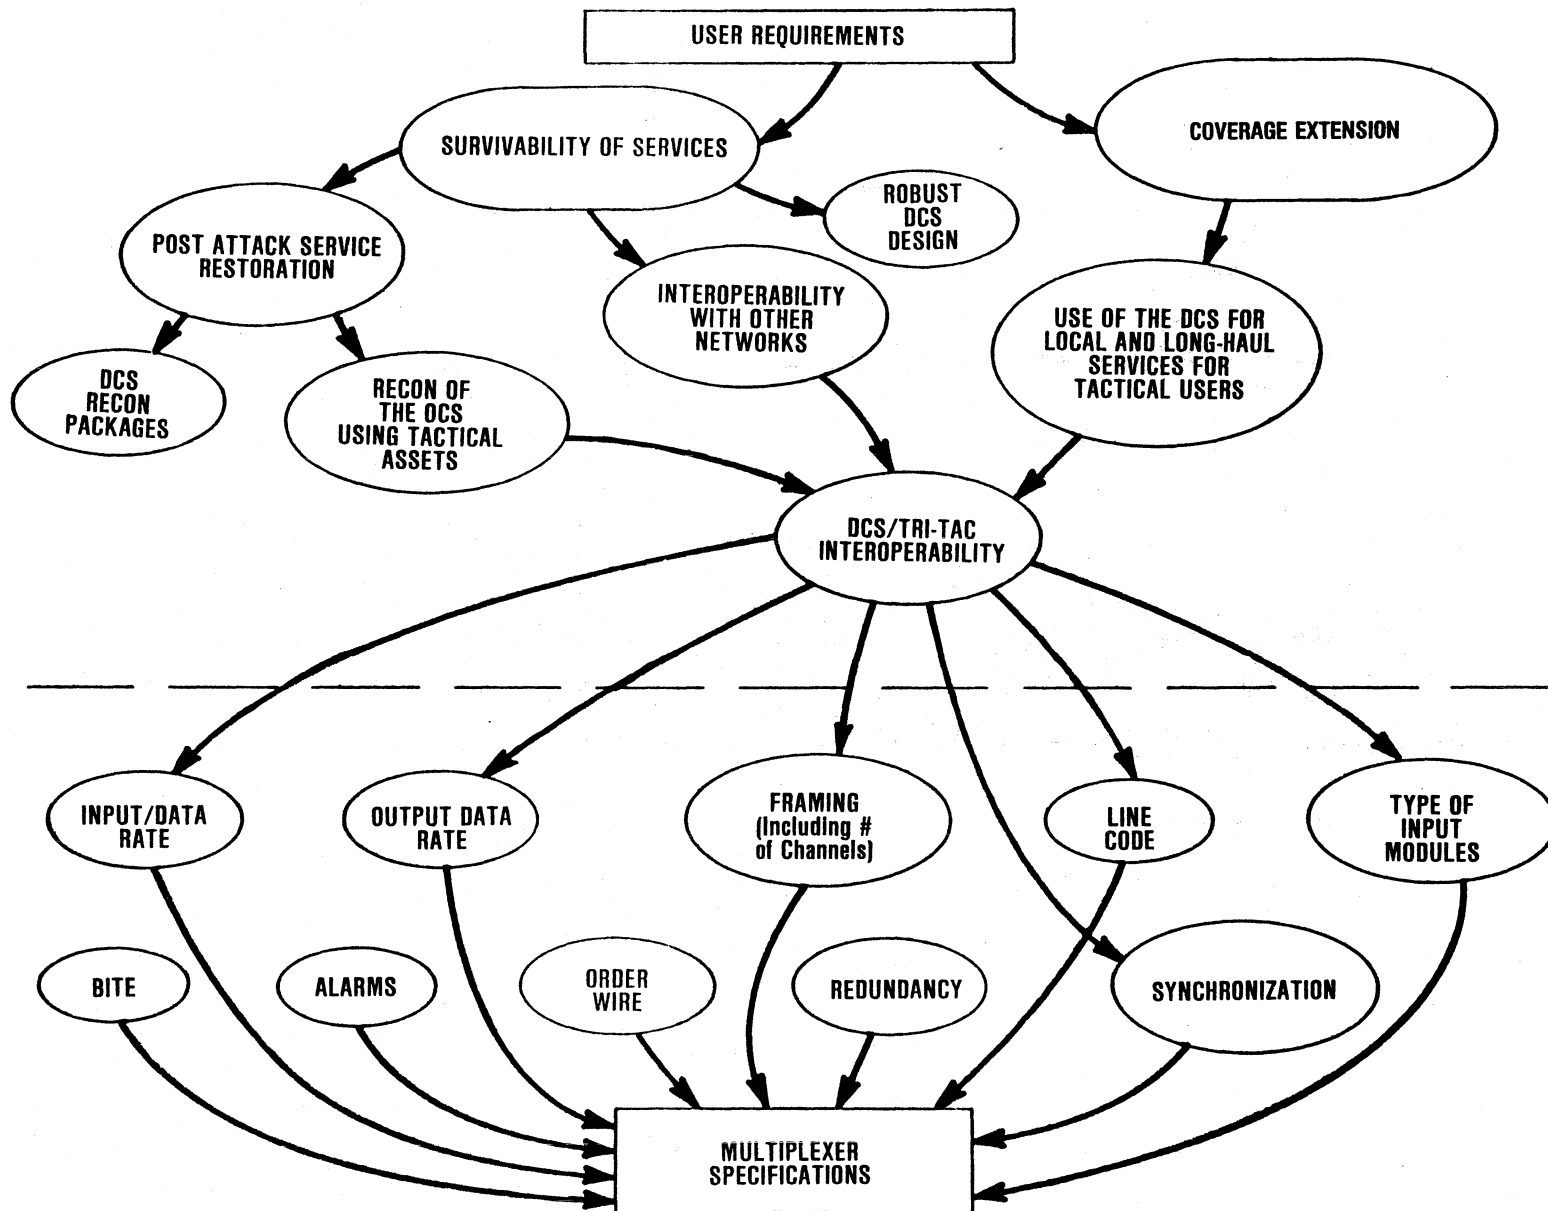 USER REQUIREMENTS
SURVIVABILITY OF SERVICES
COVERAGE EXTENSION
ROBUST
DCS
DESIGN
POST ATTACK SERVICE
RESTORATION
INTEROPERABILITY
WITH OTHER
NETWORKS
USE OF THE DCS FOR
LOCAL AND LONG-HAUL
SERVICES FOR
TACTICAL USERS
DCS
RECON
PACKAGES
RECON OF
THE OCS
USING TACTICAL
ASSETS
DCS/TRI-TAC
INTEROPERABILITY
INPUT/DATA
RATE
OUTPUT DATA
RATE
FRAMING
(Including #
of Channels)
LINE
CODE
TYPE OF
INPUT
MODULES
BITE
ALARMS
ORDER
WIRE
REDUNDANCY
SYNCHRONIZATION
MULTIPLEXER
SPECIFICATIONS